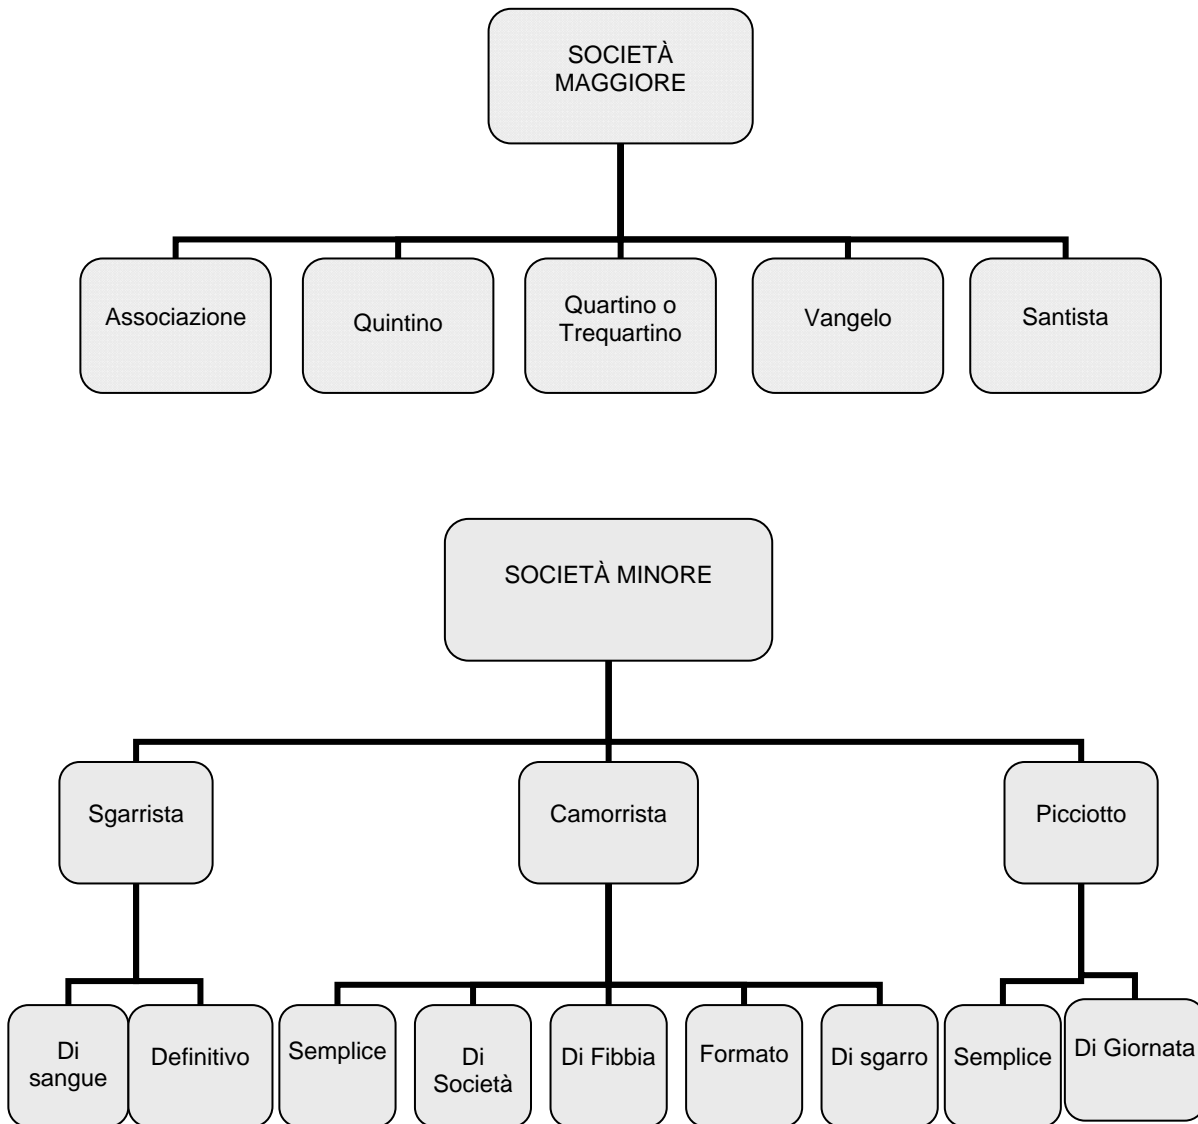 SOCIETÀ
MAGGIORE
Associazione
Quintino
Quartino o
Trequartino
Vangelo
Santista
SOCIETÀ MINORE
Sgarrista
Camorrista
Picciotto
Di
sangue
Definitivo
Semplice
Di
Società
Di Fibbia
Formato
Di sgarro
Semplice
Di Giornata